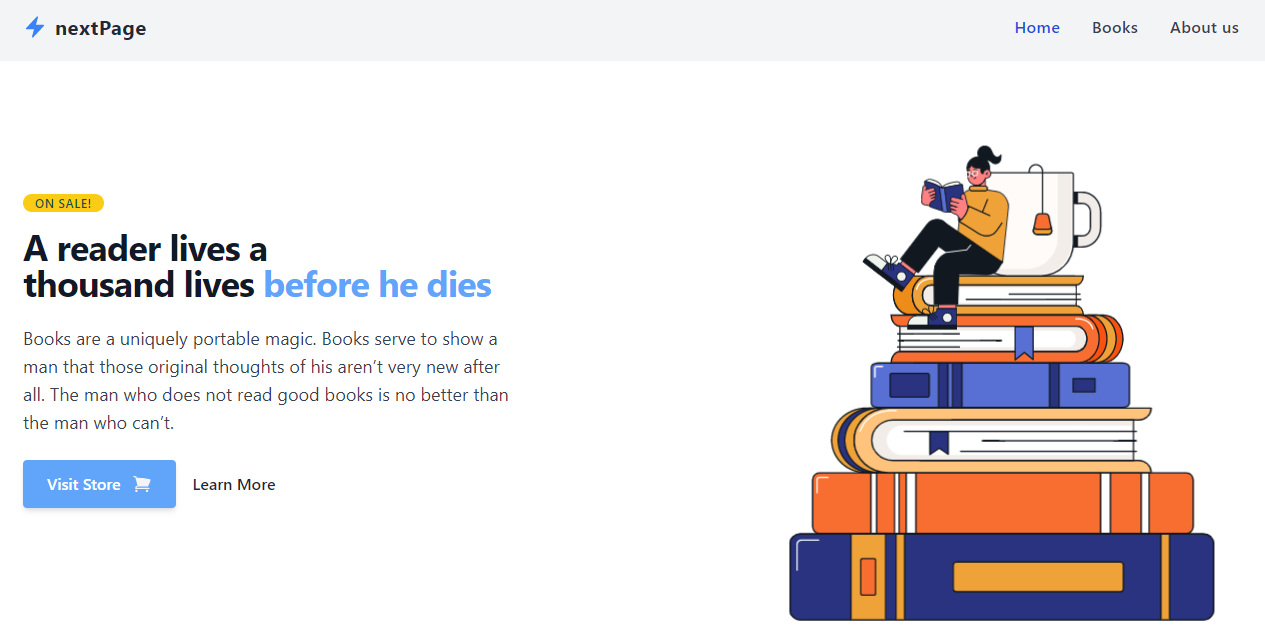 nextPage
Home Books About us
ON SALE!
A reader lives a
thousand lives before he dies
Books are a uniquely portable magic. Books serve to show a
man that those original thoughts of his aren’t very new after
all. The man who does not read good books is no better than
the man who can’t.
Visit Store Learn More